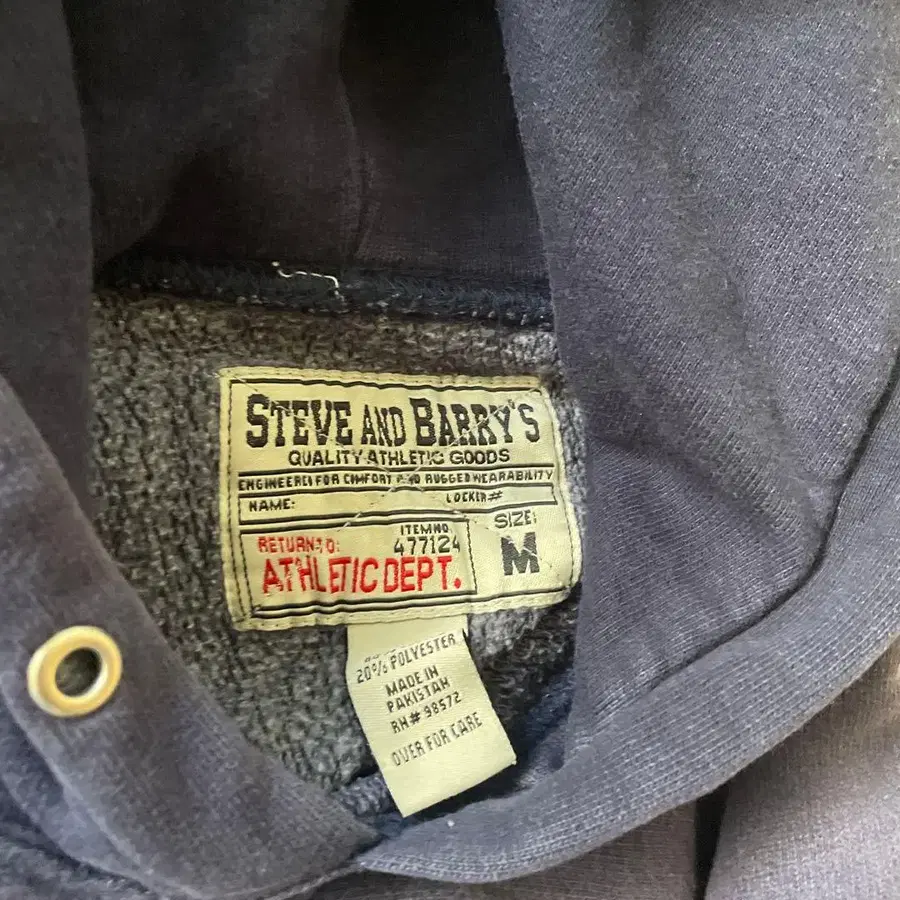 STEVE AND BARRY'S
QUALITY ATHLETIC GOODS
ENGINEERED FOR COMFORT AND RUGGED WEARABILITY
NAME: LOCKER#
RETURN TO: ITEM NO. SIZE:
477124 M
ATHLETIC DEPT.
20% POLYESTER
MADE IN
PAKISTAN
RN# 98572
OVER FOR CARE